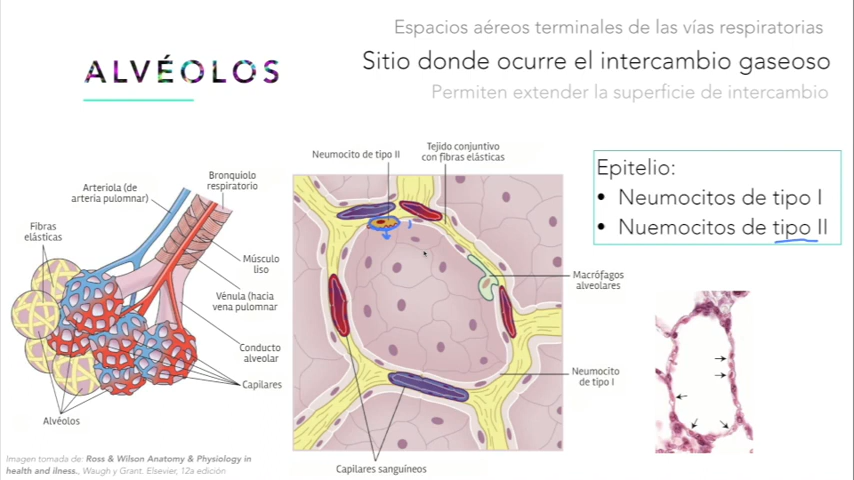 Espacios aéreos terminales de las vías respiratorias
ALVÉOLOS
Sitio donde ocurre el intercambio gaseoso
Permiten extender la superficie de intercambio
Arteriola (de
arteria pulomnar)
Bronquiolo
respiratorio
Fibras
elásticas
Músculo
liso
Vénula (hacia
vena pulomnar
Conducto
alveolar
Capilares
Alvéolos
Neumocito de tipo II
Tejido conjuntivo
con fibras elásticas
Macrófagos
alveolares
Neumocito
de tipo I
Capilares sanguíneos
Epitelio:
• Neumocitos de tipo I
• Nuemocitos de tipo II
Imagen tomada de: Ross & Wilson Anatomy & Physiology in
health and ilness., Waugh y Grant. Elsevier, 12a edición